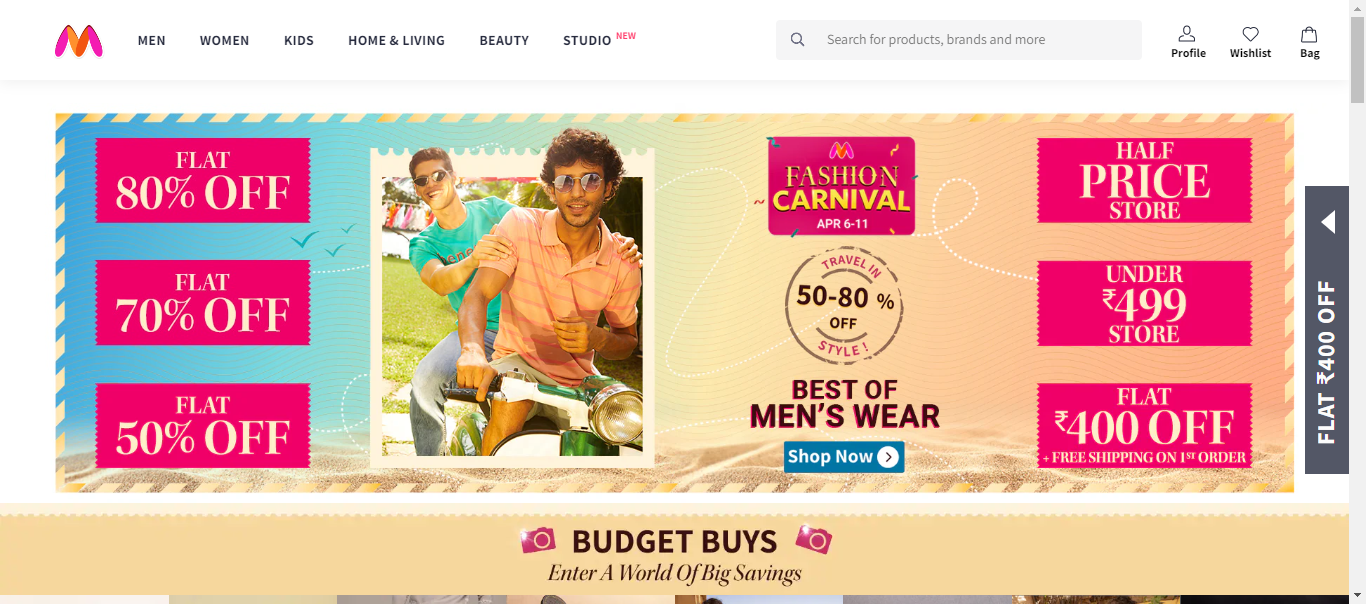 MEN
WOMEN
KIDS
HOME & LIVING
BEAUTY
STUDIO NEW
Search for products, brands and more
Profile
Wishlist
Bag
FLAT
80% OFF
FLAT
70% OFF
FLAT
50% OFF
FASHION
CARNIVAL
APR 6-11
TRAVEL IN
50-80 %
OFF
STYLE !
BEST OF
MEN'S WEAR
Shop Now
HALF
PRICE
STORE
UNDER
₹499
STORE
FLAT
₹400 OFF
+ FREE SHIPPING ON 1ST ORDER
FLAT ₹400 OFF
BUDGET BUYS
Enter A World Of Big Savings